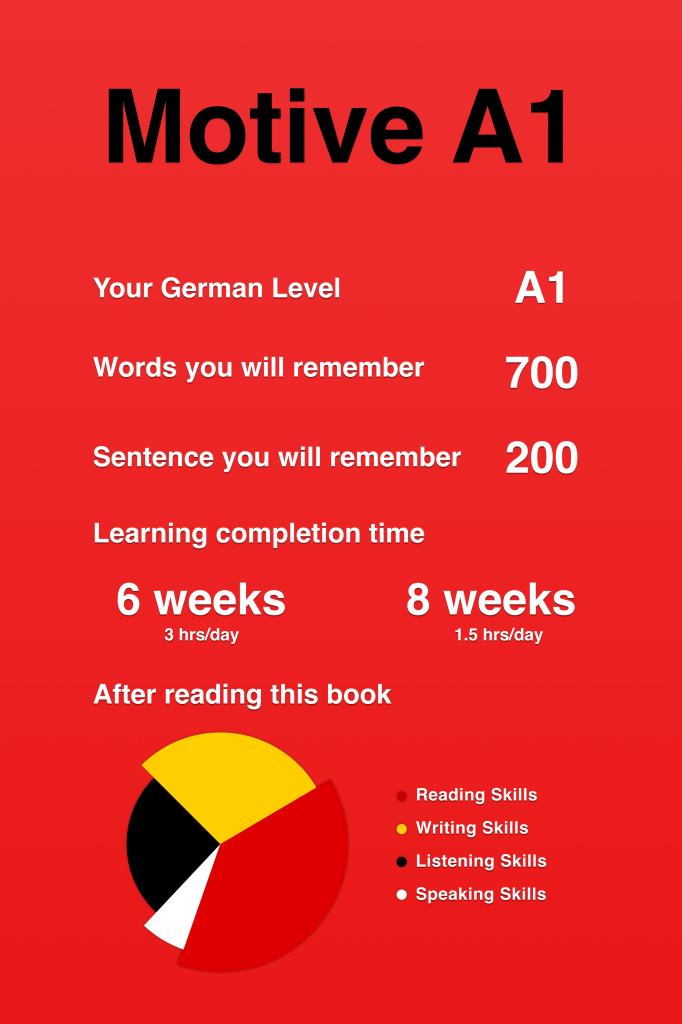 Motive A1
Your German Level A1
Words you will remember 700
Sentence you will remember 200
Learning completion time
6 weeks 8 weeks
3 hrs/day 1.5 hrs/day
After reading this book
Reading Skills
Writing Skills
Listening Skills
Speaking Skills